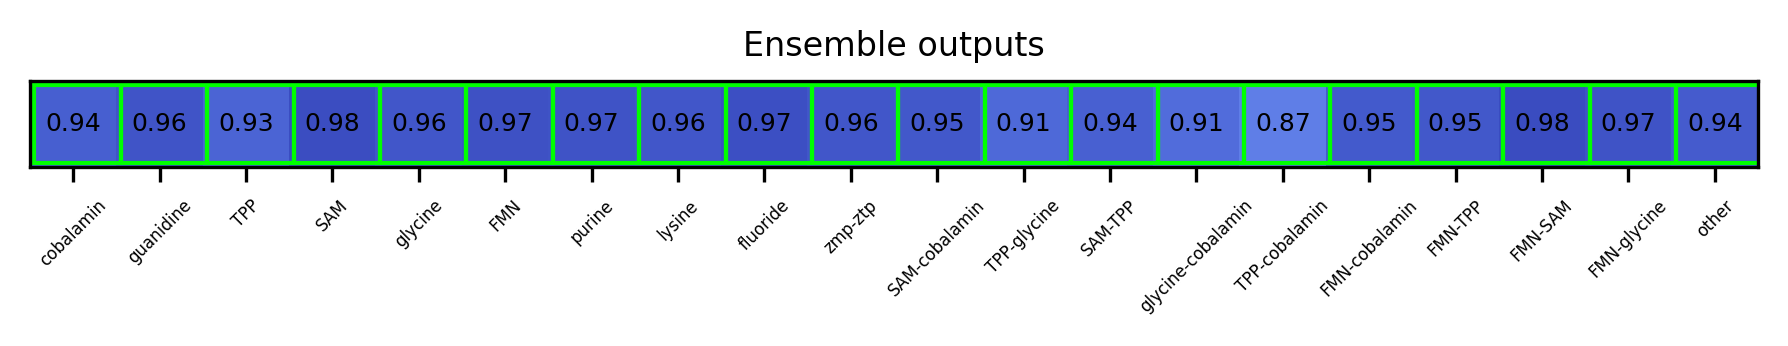 Ensemble outputs
0.94 0.96 0.93 0.98 0.96 0.97 0.97 0.96 0.97 0.96 0.95 0.91 0.94 0.91 0.87 0.95 0.95 0.98 0.97 0.94
cobalamin guanidine TPP SAM glycine FMN purine lysine fluoride zmp-ztp SAM-cobalamin TPP-glycine SAM-TPP glycine-cobalamin TPP-cobalamin FMN-cobalamin FMN-TPP FMN-SAM FMN-glycine other